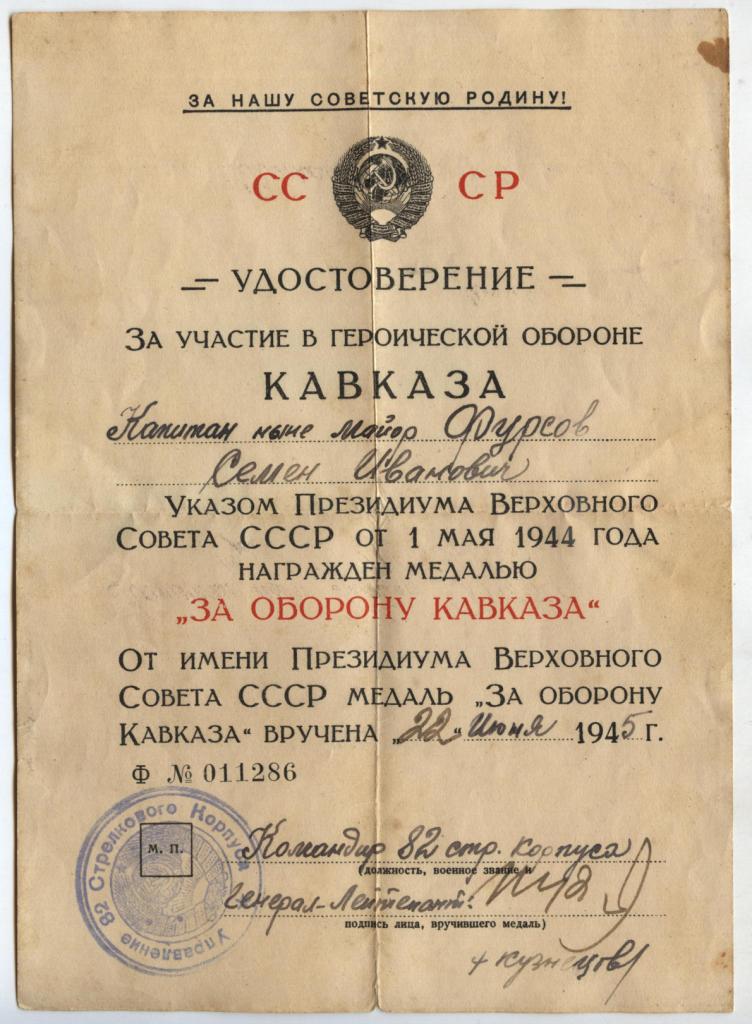 ЗА НАШУ СОВЕТСКУЮ РОДИНУ!
СС СР
УДОСТОВЕРЕНИЕ
ЗА УЧАСТИЕ В ГЕРОИЧЕСКОЙ ОБОРОНЕ
КАВКАЗА
Капитан ныне майор Фурсов
Семен Иванович
УКАЗОМ ПРЕЗИДИУМА ВЕРХОВНОГО
СОВЕТА СССР ОТ 1 МАЯ 1944 ГОДА
НАГРАЖДЕН МЕДАЛЬЮ
„ЗА ОБОРОНУ КАВКАЗА“
ОТ ИМЕНИ ПРЕЗИДИУМА ВЕРХОВНОГО
СОВЕТА СССР МЕДАЛЬ „ЗА ОБОРОНУ
КАВКАЗА“ ВРУЧЕНА „22“ Июня 1945 Г.
Ф № 011286
Управление 82 Стрелкового Корпуса
М. П.
Командир 82 стр. корпуса
(должность, военное звание и
Генерал-Лейтенант:
подпись лица, вручившего медаль)
Кузнецов